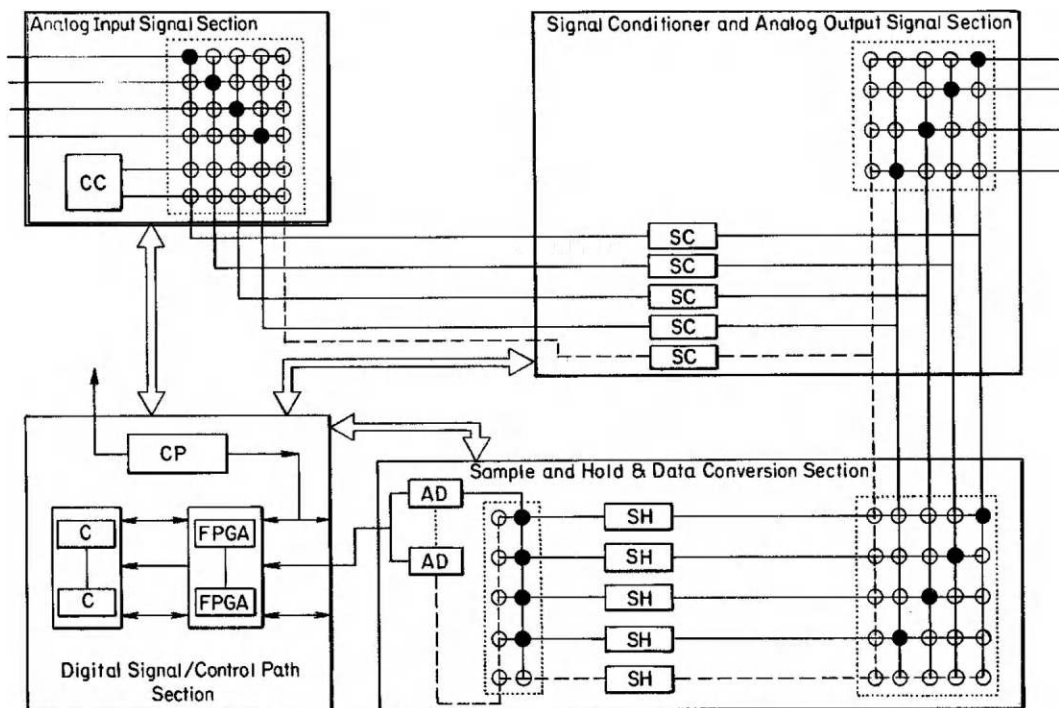 Analog Input Signal Section
CC
Signal Conditioner and Analog Output Signal Section
SC
SC
SC
SC
SC
CP
C
C
FPGA
FPGA
Digital Signal/Control Path
Section
Sample and Hold & Data Conversion Section
AD
AD
SH
SH
SH
SH
SH